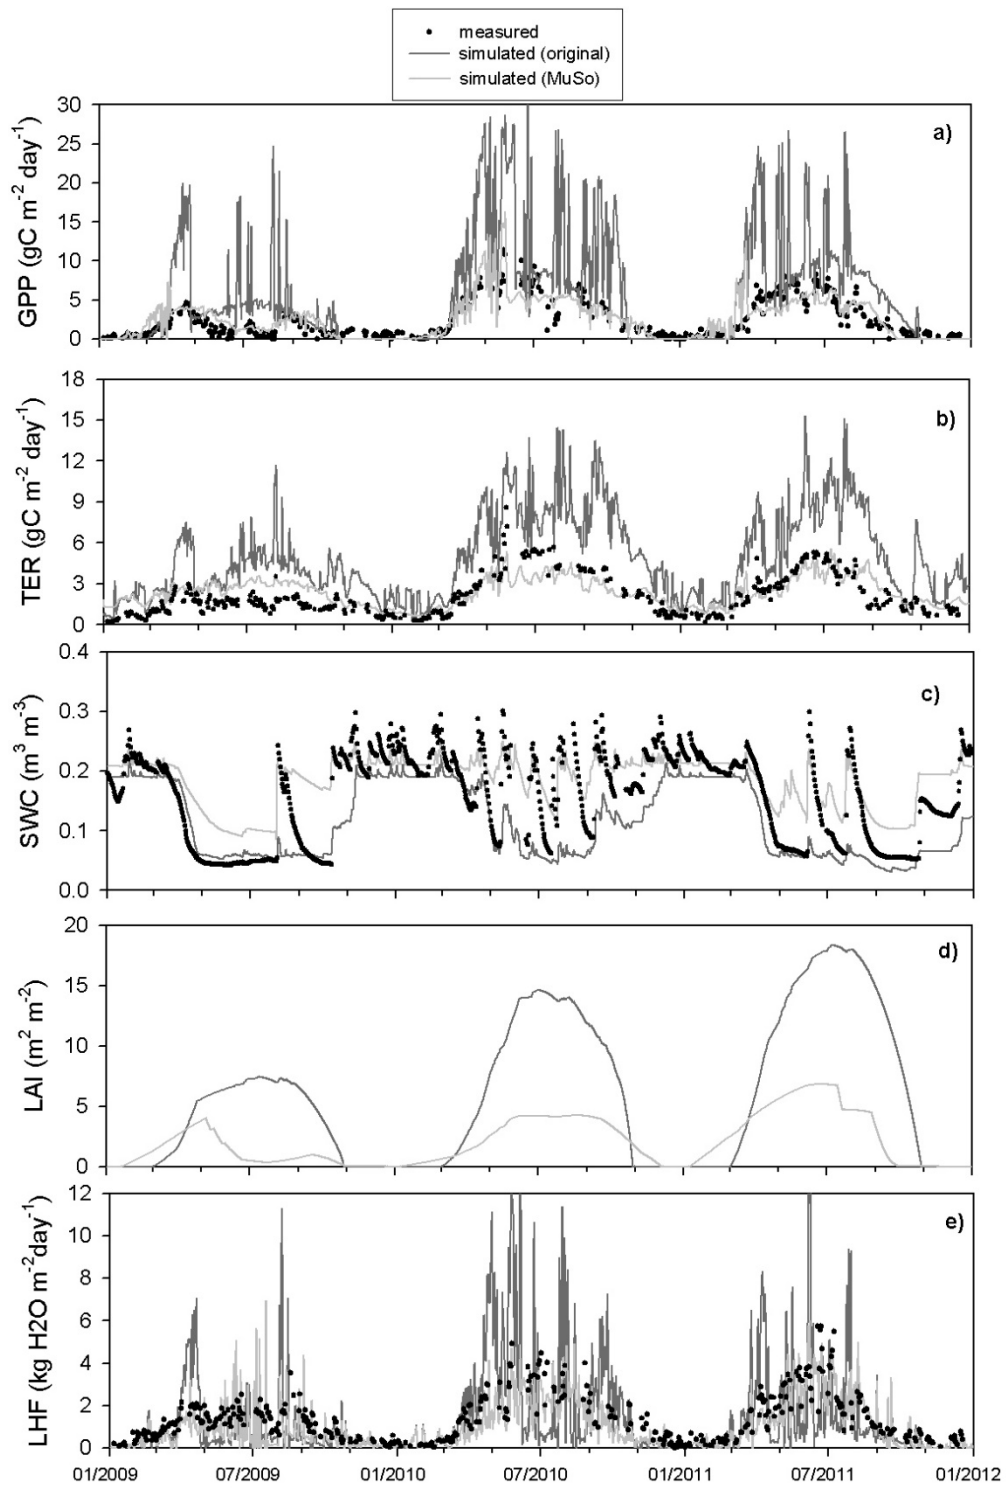 measured
simulated (original)
simulated (MuSo)
30
25
20
15
10
5
0
GPP (gC m⁻² day⁻¹)
a)
18
15
12
9
6
3
0
TER (gC m⁻² day⁻¹)
b)
0.4
0.3
0.2
0.1
0.0
SWC (m³ m⁻³)
c)
20
15
10
5
0
LAI (m² m⁻²)
d)
12
10
8
6
4
2
0
LHF (kg H2O m⁻²day⁻¹)
e)
01/2009 07/2009 01/2010 07/2010 01/2011 07/2011 01/2012